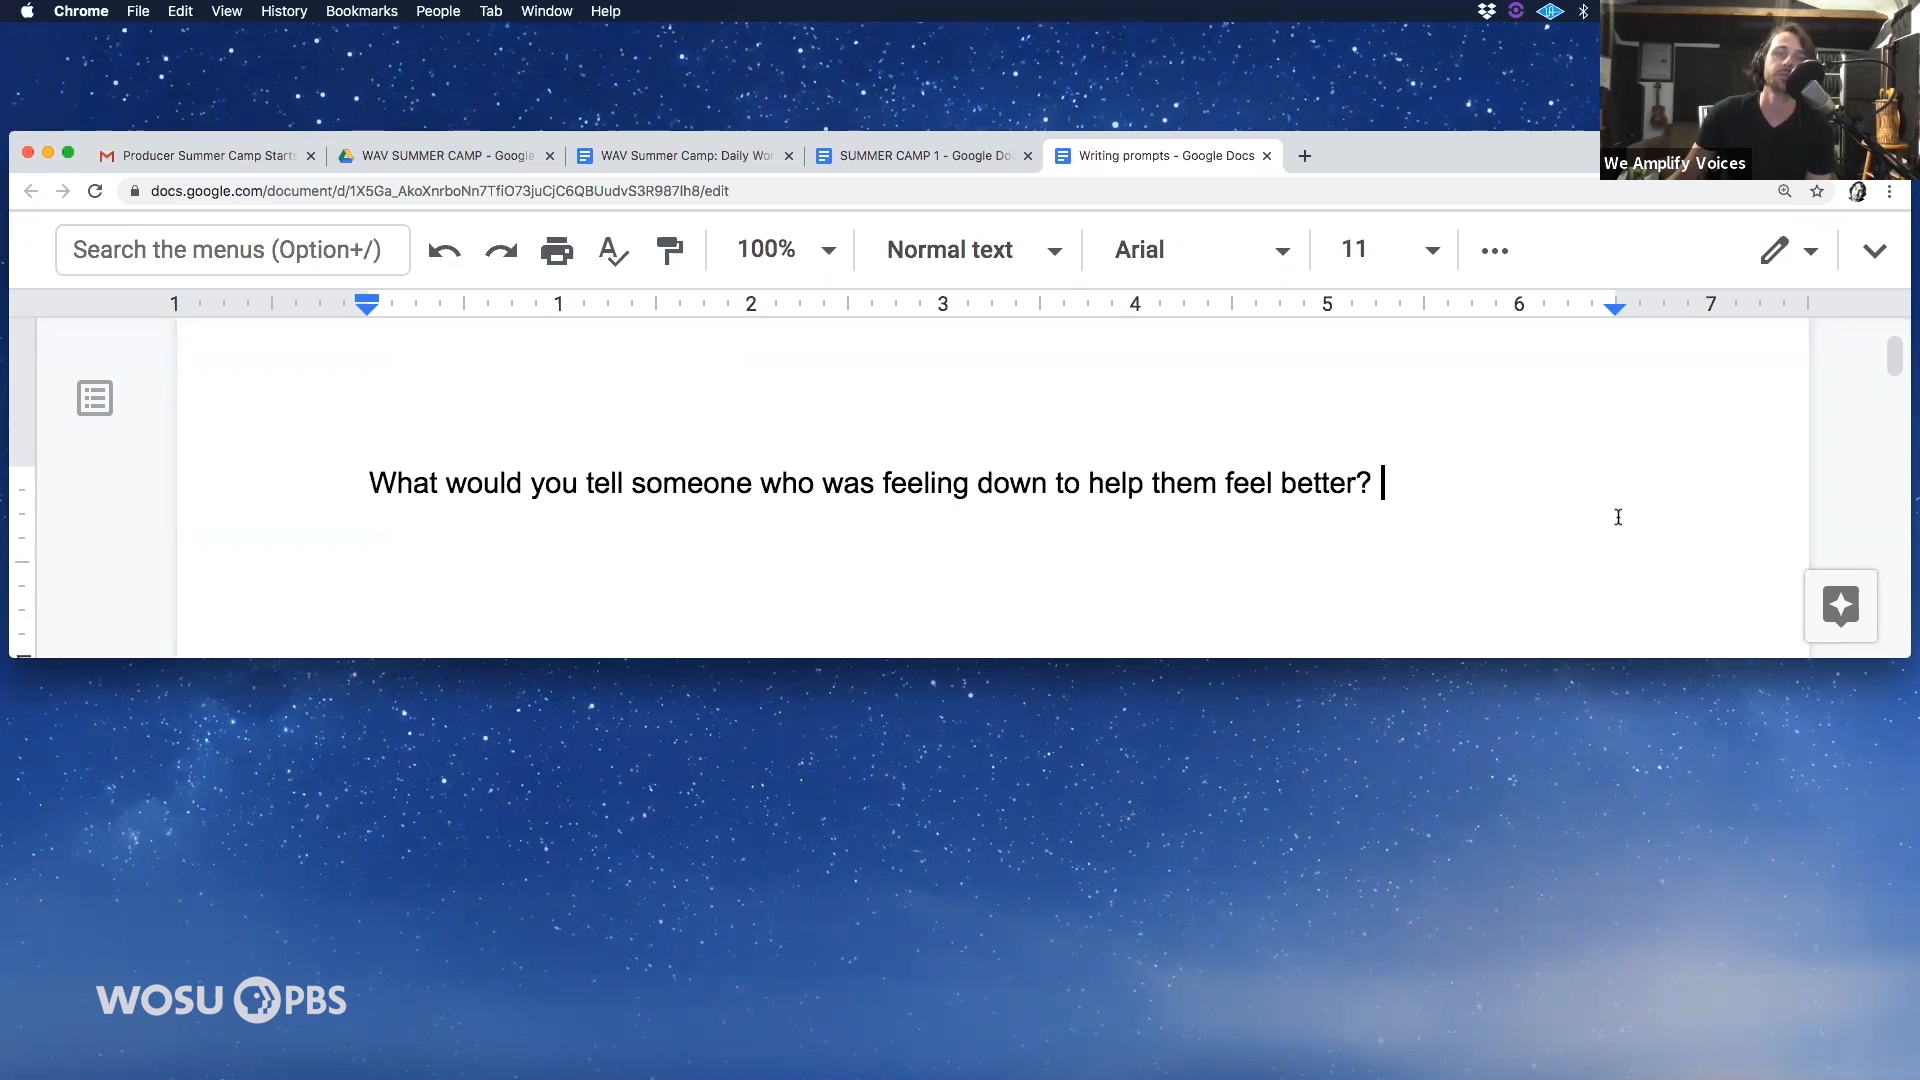 Chrome File Edit View History Bookmarks People Tab Window Help
We Amplify Voices
Producer Summer Camp Starts
WAV SUMMER CAMP - Google
WAV Summer Camp: Daily Wor
SUMMER CAMP 1 - Google Do
Writing prompts - Google Docs
docs.google.com/document/d/1X5Ga_AkoXnrboNn7TfiO73juCjC6QBUudvS3R987lh8/edit
Search the menus (Option+/) 100% Normal text Arial 11
1 1 2 3 4 5 6 7
What would you tell someone who was feeling down to help them feel better?
WOSU PBS